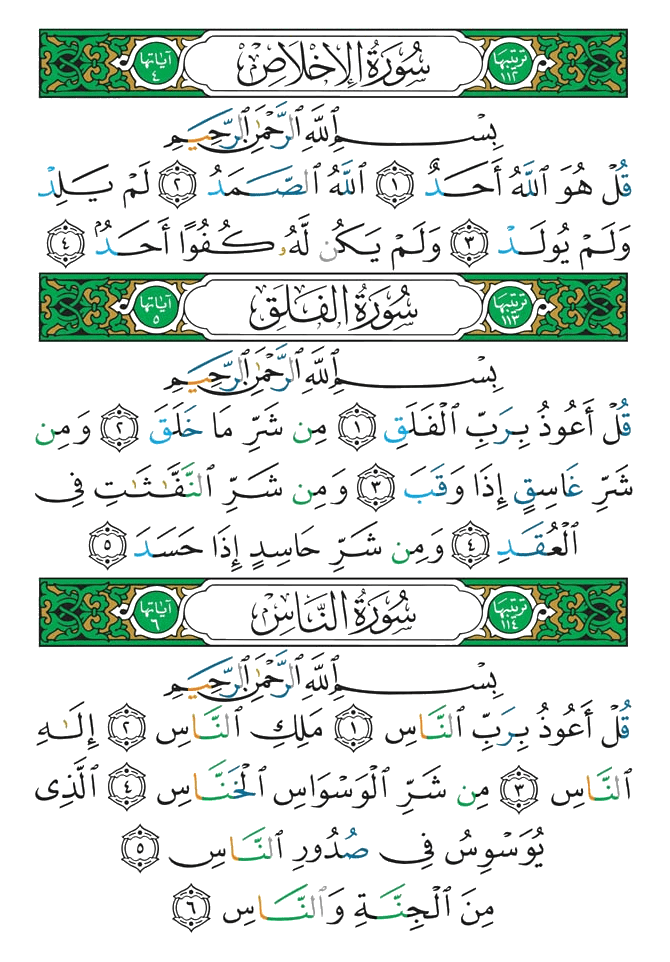 ترتيبها ١١٢ سُورَةُ الإِخْلَاصِ آياتها ٤
بِسْمِ ٱللَّهِ ٱلرَّحْمَٰنِ ٱلرَّحِيمِ
قُلْ هُوَ ٱللَّهُ أَحَدٌ ١ ٱللَّهُ ٱلصَّمَدُ ٢ لَمْ يَلِدْ
وَلَمْ يُولَدْ ٣ وَلَمْ يَكُن لَّهُۥ كُفُوًا أَحَدٌۢ ٤
ترتيبها ١١٣ سُورَةُ الفَلَقِ آياتها ٥
بِسْمِ ٱللَّهِ ٱلرَّحْمَٰنِ ٱلرَّحِيمِ
قُلْ أَعُوذُ بِرَبِّ ٱلْفَلَقِ ١ مِن شَرِّ مَا خَلَقَ ٢ وَمِن
شَرِّ غَاسِقٍ إِذَا وَقَبَ ٣ وَمِن شَرِّ ٱلنَّفَّٰثَٰتِ فِى
ٱلْعُقَدِ ٤ وَمِن شَرِّ حَاسِدٍ إِذَا حَسَدَ ٥
ترتيبها ١١٤ سُورَةُ النَّاسِ آياتها ٦
بِسْمِ ٱللَّهِ ٱلرَّحْمَٰنِ ٱلرَّحِيمِ
قُلْ أَعُوذُ بِرَبِّ ٱلنَّاسِ ١ مَلِكِ ٱلنَّاسِ ٢ إِلَٰهِ
ٱلنَّاسِ ٣ مِن شَرِّ ٱلْوَسْوَاسِ ٱلْخَنَّاسِ ٤ ٱلَّذِى
يُوَسْوِسُ فِى صُدُورِ ٱلنَّاسِ ٥
مِنَ ٱلْجِنَّةِ وَٱلنَّاسِ ٦